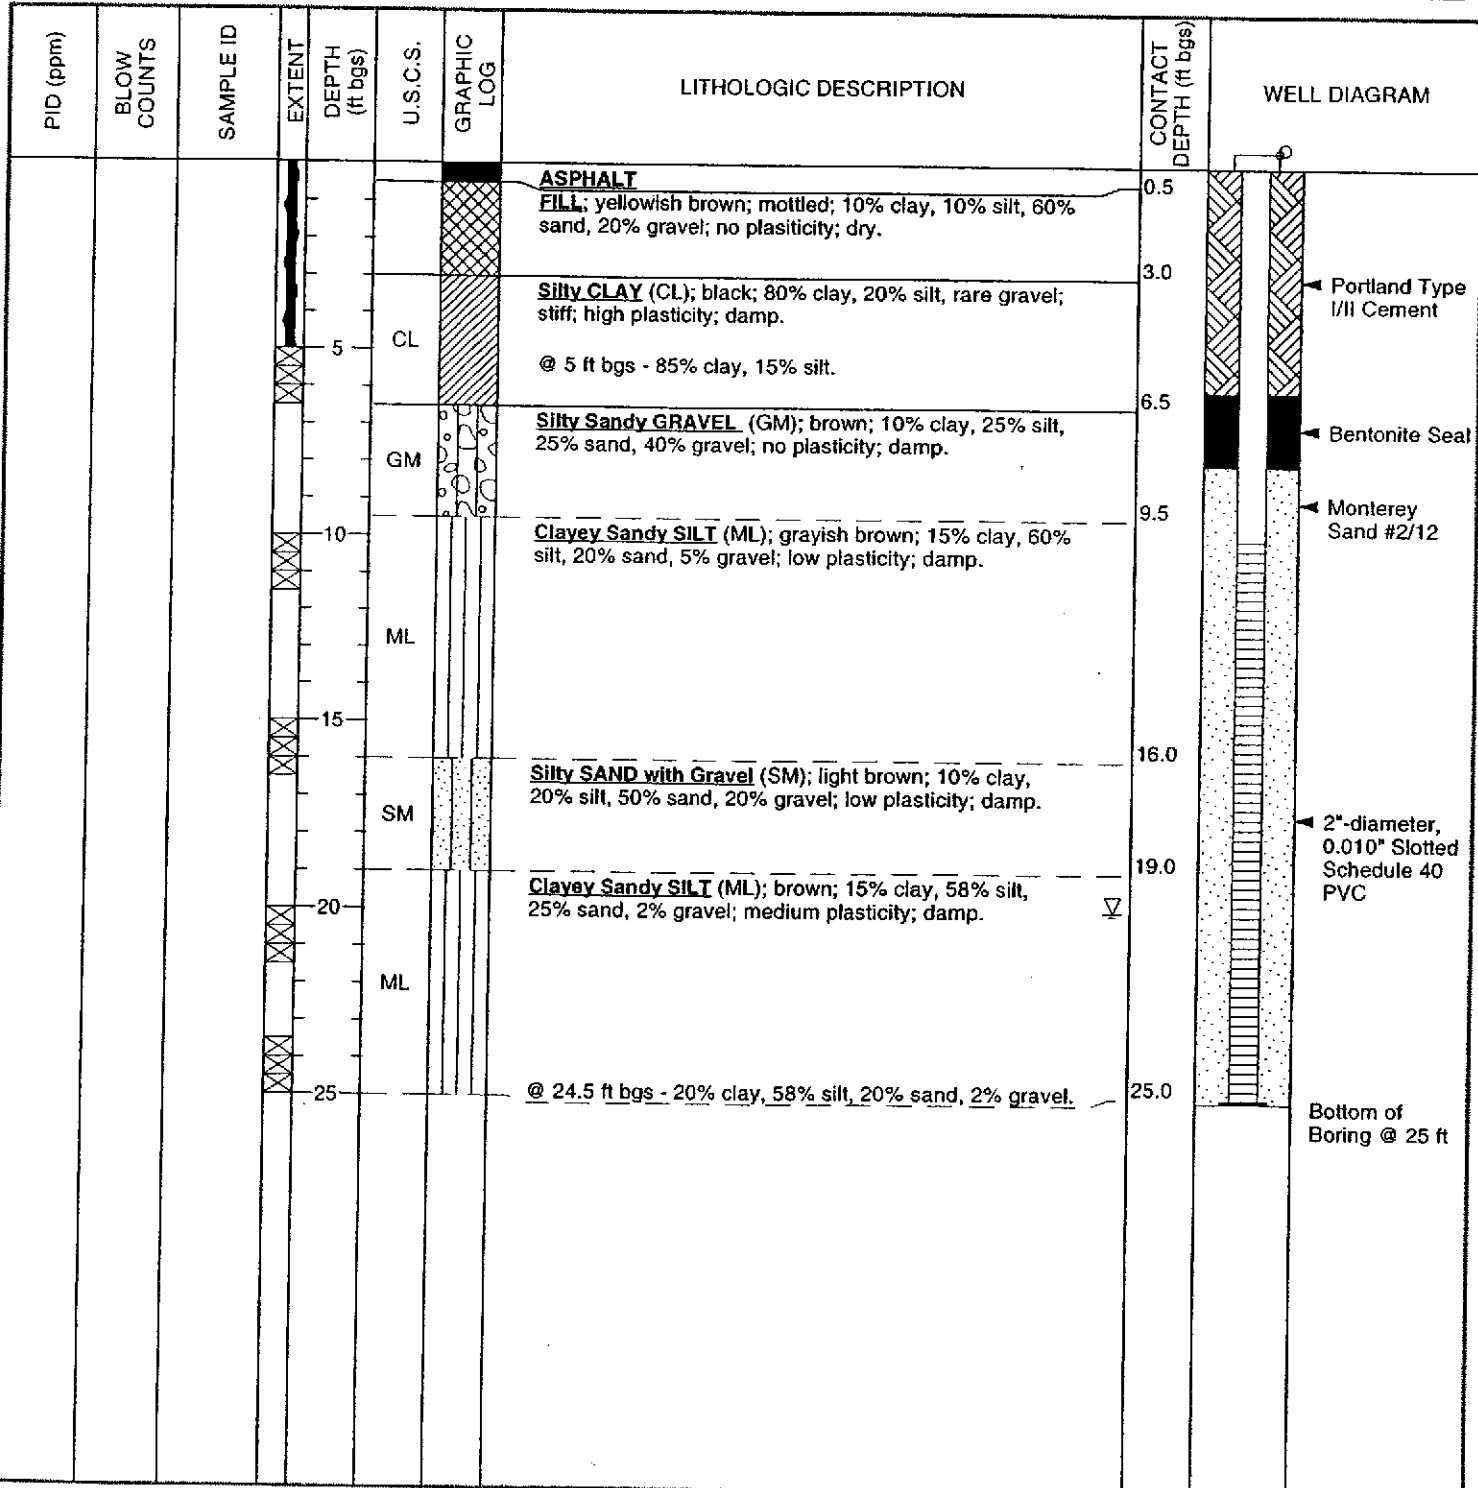 PID (ppm)
BLOW
COUNTS
SAMPLE ID
EXTENT
DEPTH
(ft bgs)
U.S.C.S.
GRAPHIC
LOG
LITHOLOGIC DESCRIPTION
CONTACT
DEPTH (ft bgs)
WELL DIAGRAM
ASPHALT
0.5
FILL; yellowish brown; mottled; 10% clay, 10% silt, 60%
sand, 20% gravel; no plasiticity; dry.
3.0
Silty CLAY (CL); black; 80% clay, 20% silt, rare gravel;
stiff; high plasticity; damp.
Portland Type
I/II Cement
5
CL
@ 5 ft bgs - 85% clay, 15% silt.
6.5
Silty Sandy GRAVEL (GM); brown; 10% clay, 25% silt,
25% sand, 40% gravel; no plasticity; damp.
Bentonite Seal
GM
9.5
Monterey
Sand #2/12
10
Clayey Sandy SILT (ML); grayish brown; 15% clay, 60%
silt, 20% sand, 5% gravel; low plasticity; damp.
ML
15
16.0
Silty SAND with Gravel (SM); light brown; 10% clay,
20% silt, 50% sand, 20% gravel; low plasticity; damp.
SM
2"-diameter,
0.010" Slotted
Schedule 40
PVC
19.0
Clayey Sandy SILT (ML); brown; 15% clay, 58% silt,
25% sand, 2% gravel; medium plasticity; damp.
20
ML
25
@ 24.5 ft bgs - 20% clay, 58% silt, 20% sand, 2% gravel.
25.0
Bottom of
Boring @ 25 ft